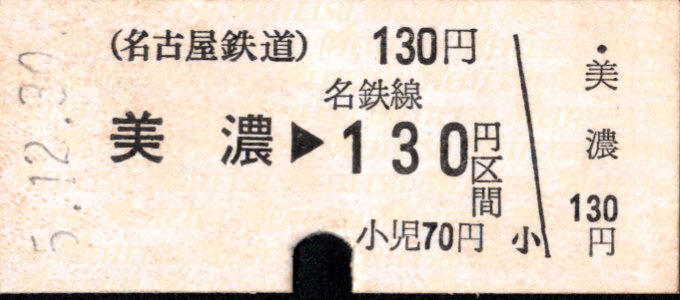 (名古屋鉄道) 130円
名鉄線
美濃▶130円区間
小児70円 小
・美濃
130円
5.12.30.